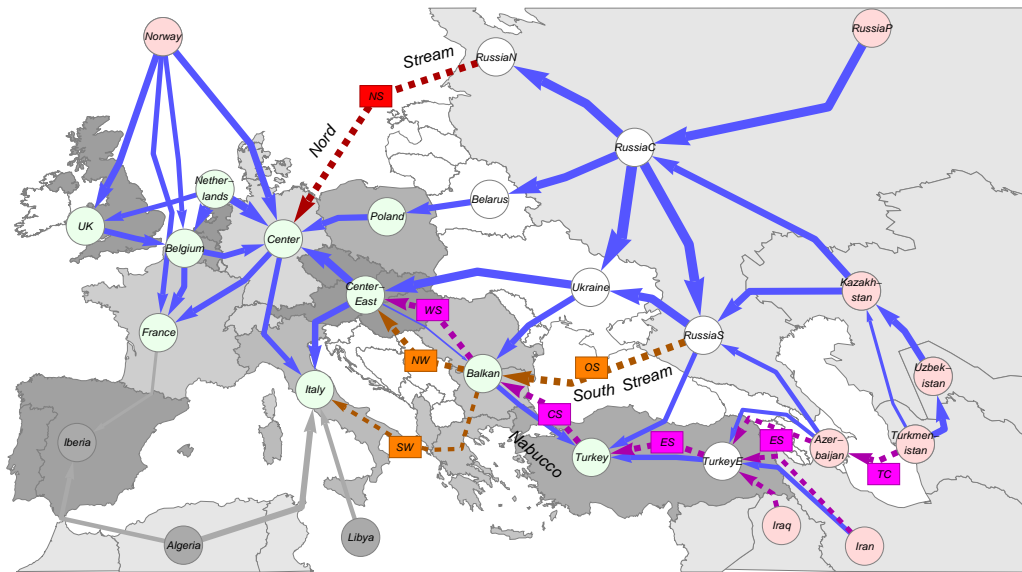 Norway
Stream
RussiaN
RussiaP
NS
Nord
RussiaC
Nether–
lands
Poland
Belarus
UK
Belgium
Center
Center–
East
Ukraine
Kazakh–
stan
WS
France
RussiaS
NW
OS
Balkan
Uzbek–
istan
Italy
South Stream
CS
Iberia
SW
Nabucco
Turkey
ES
TurkeyE
ES
Azer–
baijan
Turkmen–
istan
TC
Algeria
Libya
Iraq
Iran